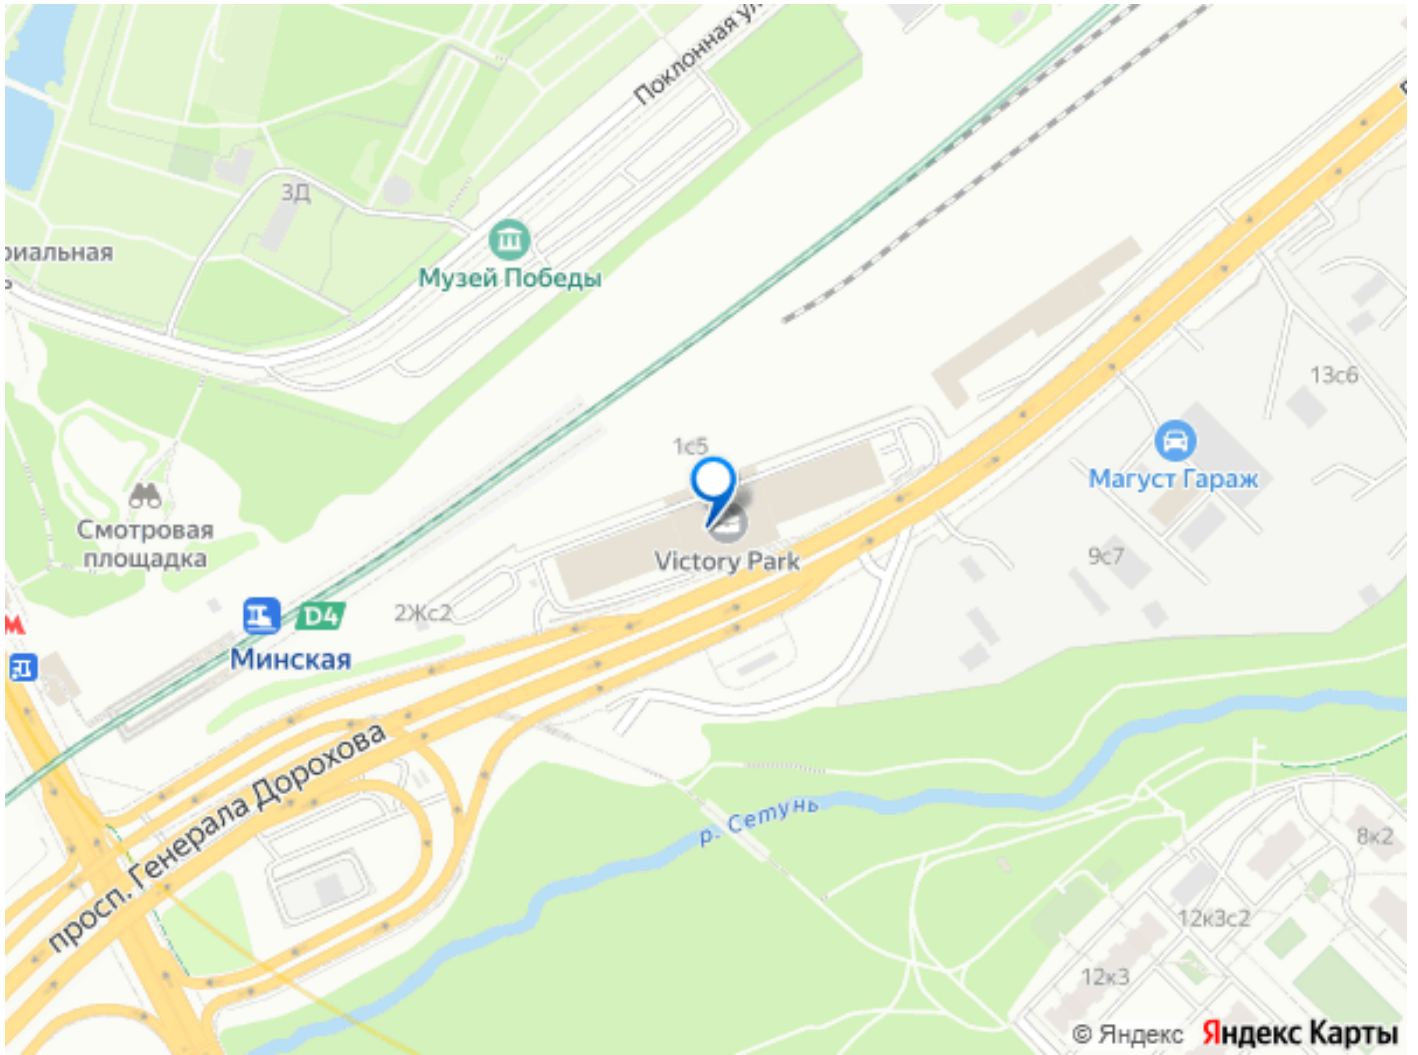 Поклонная ул
3Д
риальная
ь
Музей Победы
13с6
1с5
Магуст Гараж
Смотровая
площадка
Victory Park
9с7
2Жс2
D4
Минская
М
просп. Генерала Дорохова
р. Сетунь
8к2
12к3с2
12к3
© Яндекс Яндекс Карты